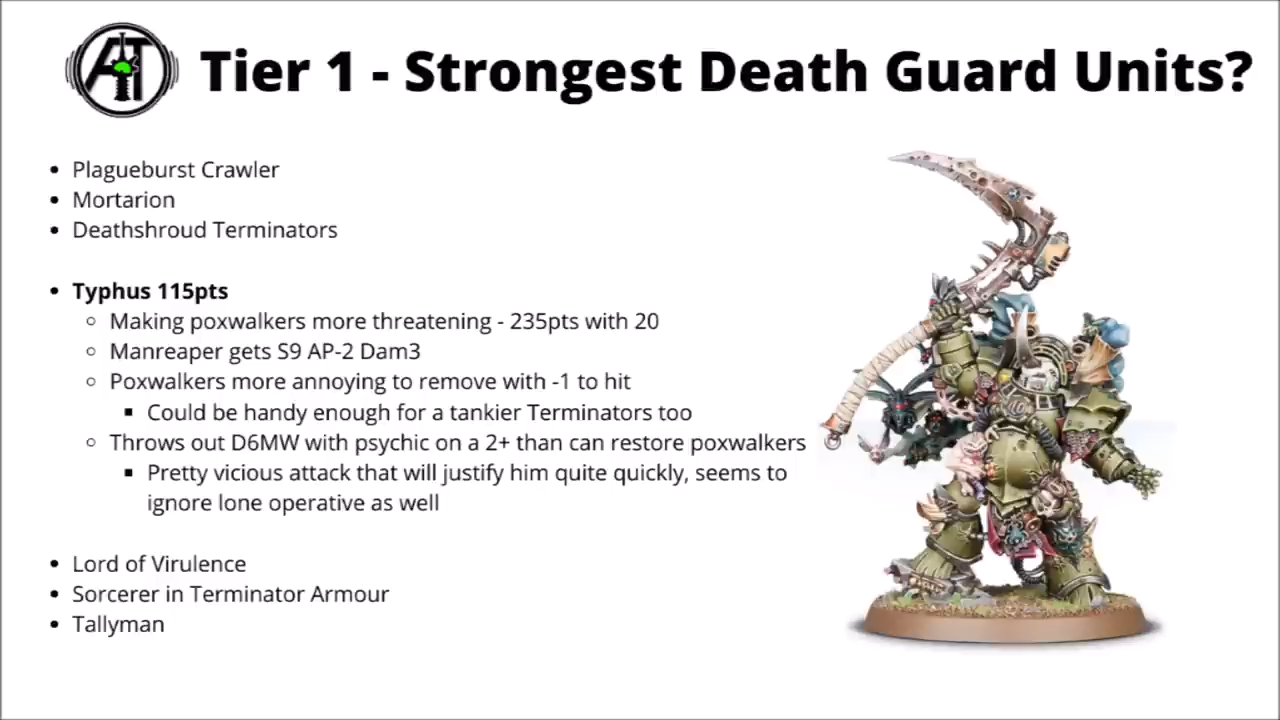 AT
Tier 1 - Strongest Death Guard Units?
• Plagueburst Crawler
• Mortarion
• Deathshroud Terminators
• Typhus 115pts
◦ Making poxwalkers more threatening - 235pts with 20
◦ Manreaper gets S9 AP-2 Dam3
◦ Poxwalkers more annoying to remove with -1 to hit
▪ Could be handy enough for a tankier Terminators too
◦ Throws out D6MW with psychic on a 2+ than can restore poxwalkers
▪ Pretty vicious attack that will justify him quite quickly, seems to
ignore lone operative as well
• Lord of Virulence
• Sorcerer in Terminator Armour
• Tallyman